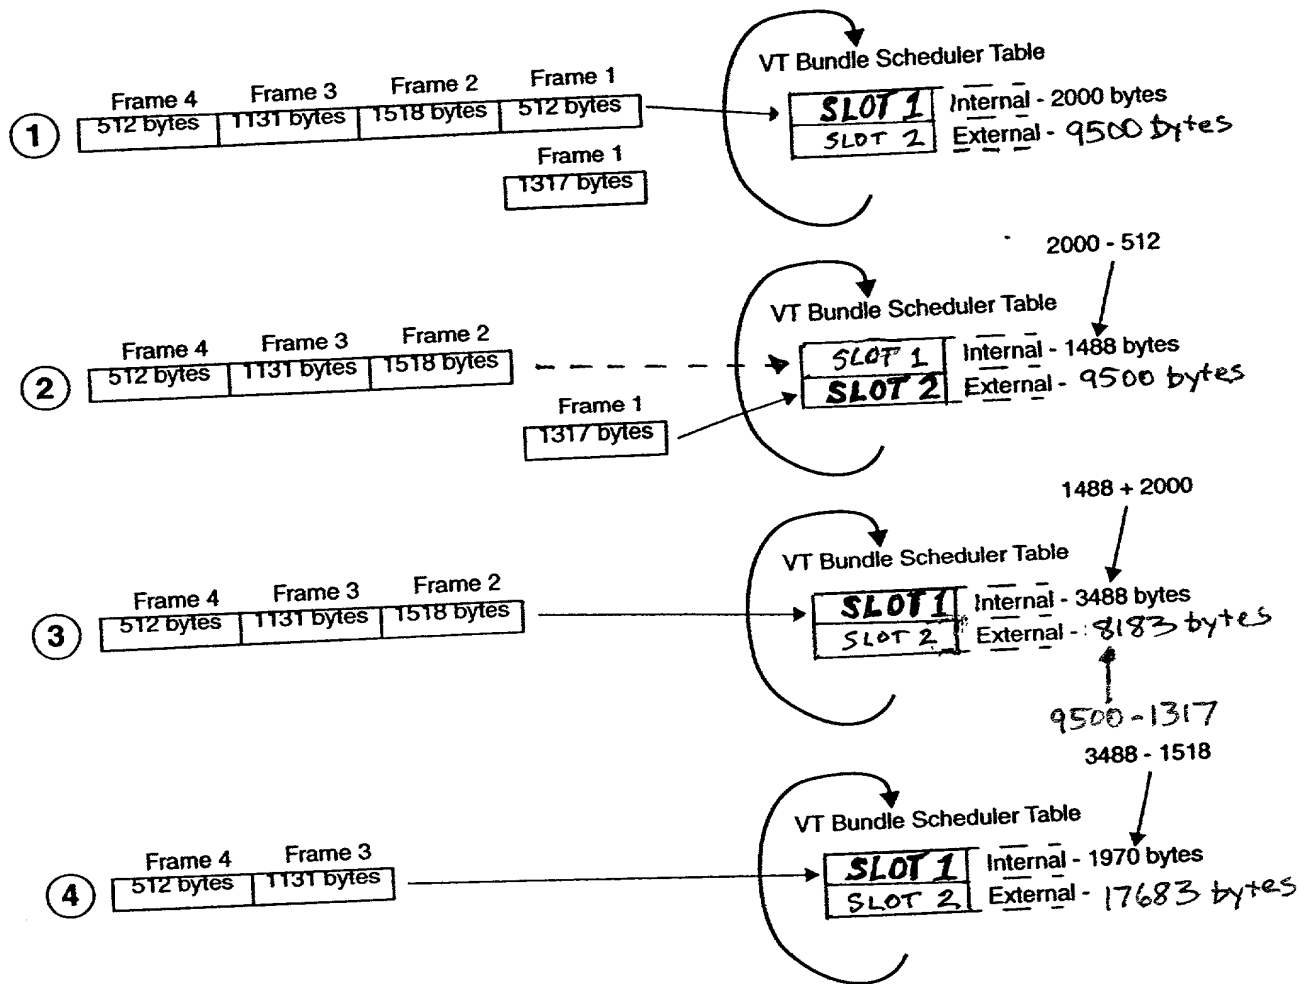 VT Bundle Scheduler Table
Frame 4 Frame 3 Frame 2 Frame 1
1 512 bytes 1131 bytes 1518 bytes 512 bytes
SLOT 1 Internal - 2000 bytes
SLOT 2 External - 9500 bytes
Frame 1
1317 bytes
2000 - 512
VT Bundle Scheduler Table
Frame 4 Frame 3 Frame 2
2 512 bytes 1131 bytes 1518 bytes
SLOT 1 Internal - 1488 bytes
SLOT 2 External - 9500 bytes
Frame 1
1317 bytes
1488 + 2000
VT Bundle Scheduler Table
Frame 4 Frame 3 Frame 2
3 512 bytes 1131 bytes 1518 bytes
SLOT 1 Internal - 3488 bytes
SLOT 2 External - 8183 bytes
9500 - 1317
3488 - 1518
VT Bundle Scheduler Table
Frame 4 Frame 3
4 512 bytes 1131 bytes
SLOT 1 Internal - 1970 bytes
SLOT 2 External - 17683 bytes